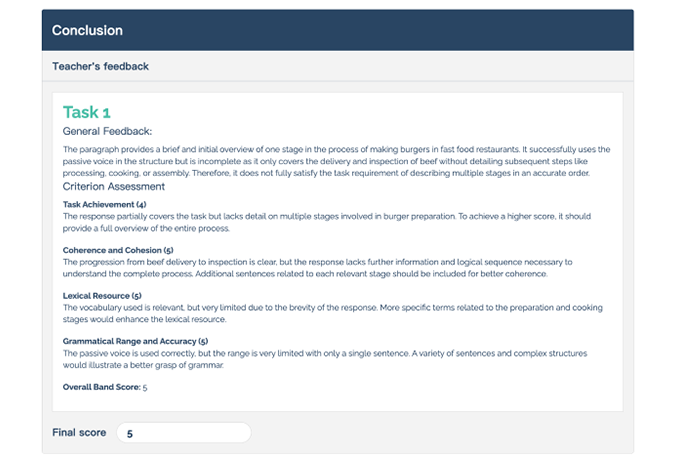 Conclusion
Teacher's feedback
Task 1
General Feedback:
The paragraph provides a brief and initial overview of one stage in the process of making burgers in fast food restaurants. It successfully uses the
passive voice in the structure but is incomplete as it only covers the delivery and inspection of beef without detailing subsequent steps like
processing, cooking, or assembly. Therefore, it does not fully satisfy the task requirement of describing multiple stages in an accurate order.
Criterion Assessment
Task Achievement (4)
The response partially covers the task but lacks detail on multiple stages involved in burger preparation. To achieve a higher score, it should
provide a full overview of the entire process.
Coherence and Cohesion (5)
The progression from beef delivery to inspection is clear, but the response lacks further information and logical sequence necessary to
understand the complete process. Additional sentences related to each relevant stage should be included for better coherence.
Lexical Resource (5)
The vocabulary used is relevant, but very limited due to the brevity of the response. More specific terms related to the preparation and cooking
stages would enhance the lexical resource.
Grammatical Range and Accuracy (5)
The passive voice is used correctly, but the range is very limited with only a single sentence. A variety of sentences and complex structures
would illustrate a better grasp of grammar.
Overall Band Score: 5
Final score 5